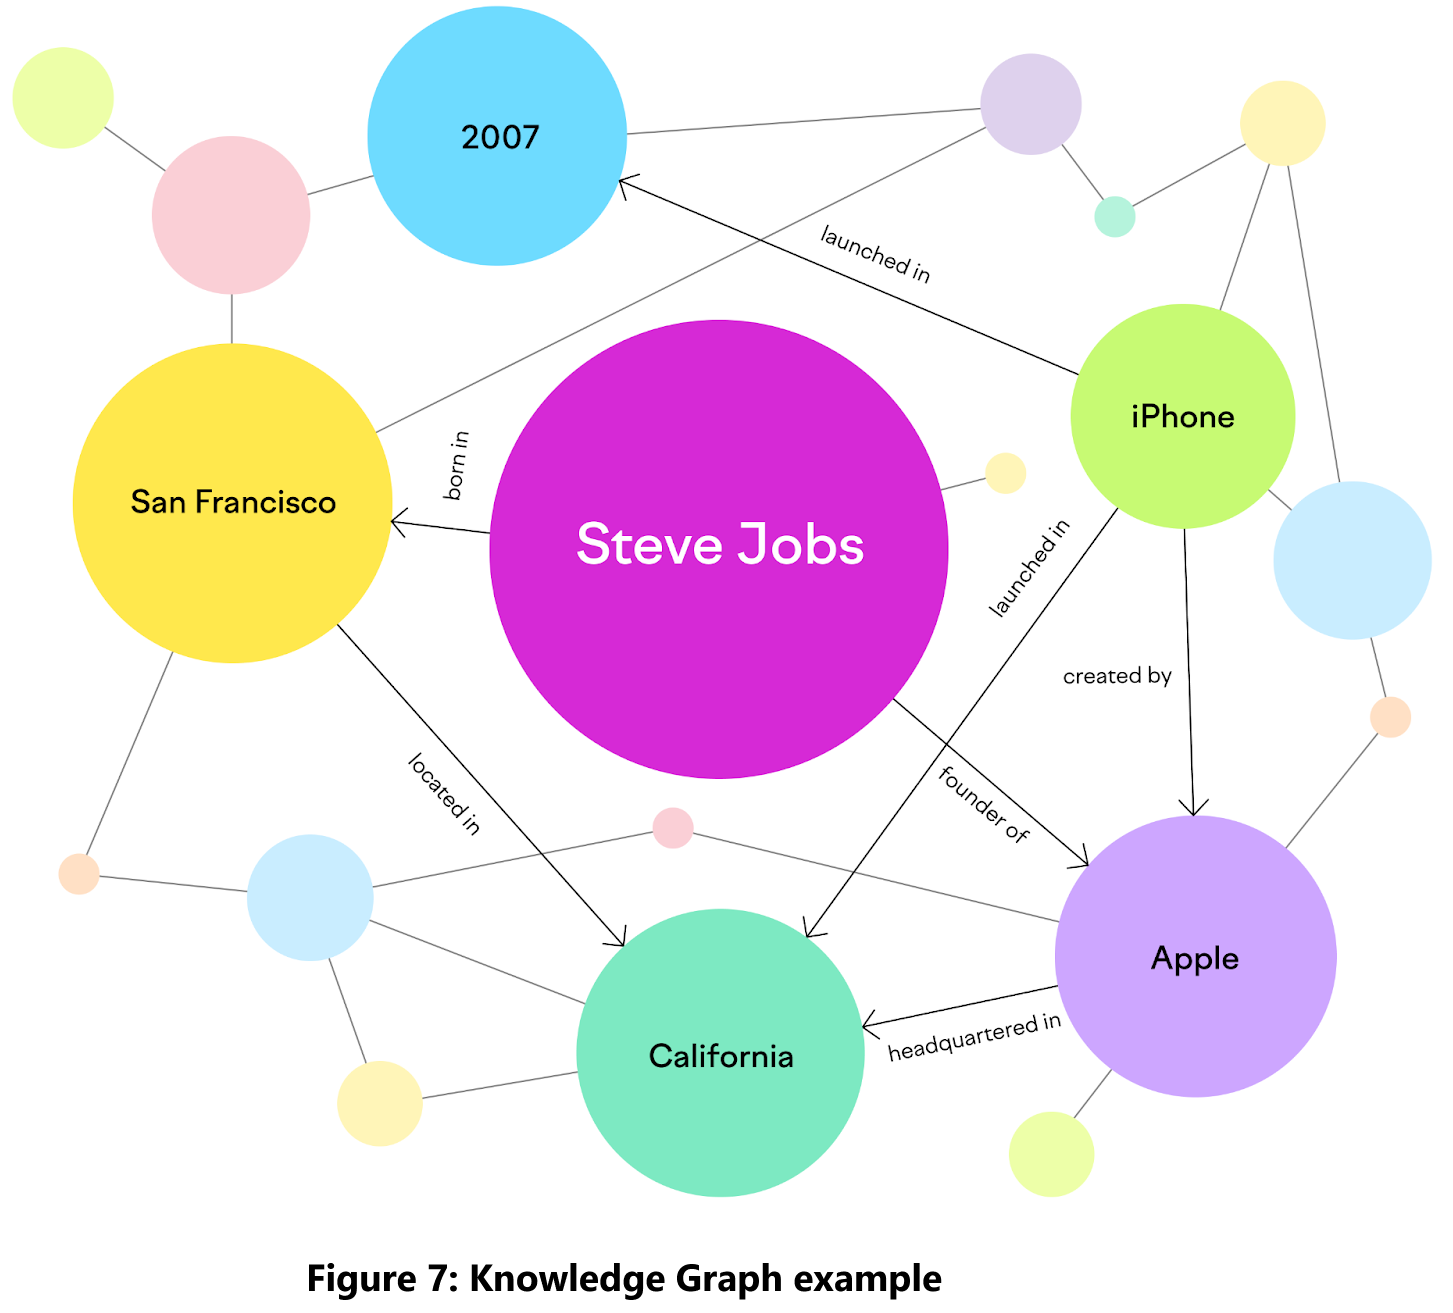 2007
launched in
iPhone
born in
San Francisco
Steve Jobs
launched in
created by
located in
founder of
Apple
headquartered in
California
Figure 7: Knowledge Graph example